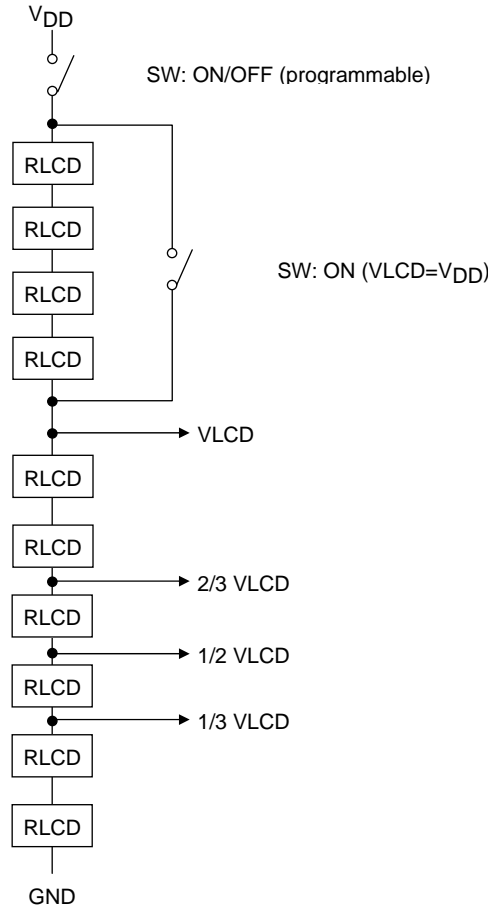 VDD
SW: ON/OFF (programmable)
RLCD
RLCD
RLCD
SW: ON (VLCD=VDD)
RLCD
VLCD
RLCD
RLCD
2/3 VLCD
RLCD
1/2 VLCD
RLCD
1/3 VLCD
RLCD
RLCD
GND